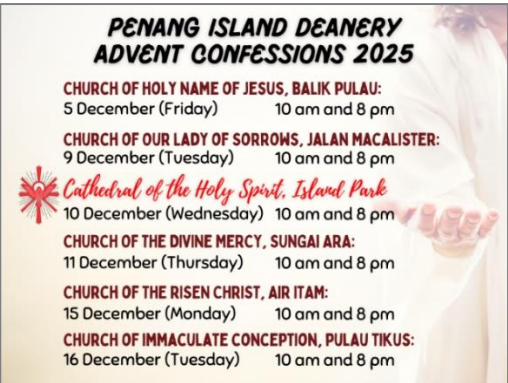 PENANG ISLAND DEANERY
ADVENT CONFESSIONS 2025
CHURCH OF HOLY NAME OF JESUS, BALIK PULAU:
5 December (Friday) 10 am and 8 pm
CHURCH OF OUR LADY OF SORROWS, JALAN MACALISTER:
9 December (Tuesday) 10 am and 8 pm
Cathedral of the Holy Spirit, Island Park
10 December (Wednesday) 10 am and 8 pm
CHURCH OF THE DIVINE MERCY, SUNGAI ARA:
11 December (Thursday) 10 am and 8 pm
CHURCH OF THE RISEN CHRIST, AIR ITAM:
15 December (Monday) 10 am and 8 pm
CHURCH OF IMMACULATE CONCEPTION, PULAU TIKUS:
16 December (Tuesday) 10 am and 8 pm